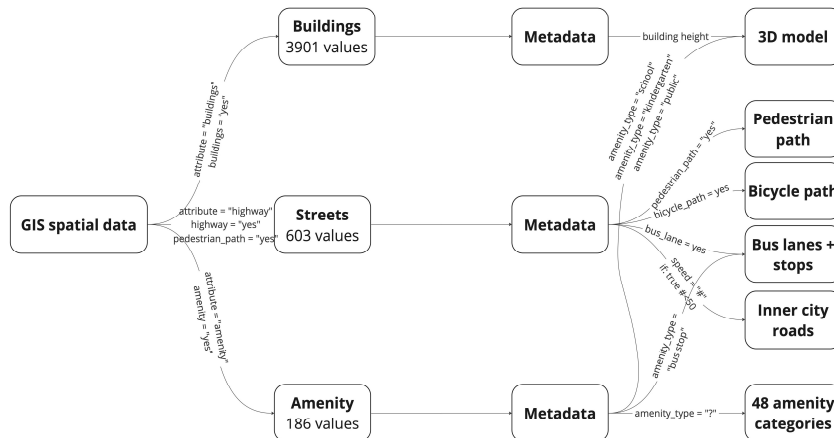 Buildings
3901 values
Metadata
building height
3D model
attribute = "buildings"
buildings = "yes"
amenity_type = "school"
amenity_type = "kindergarten"
amenity_type = "public"
GIS spatial data
attribute = "highway"
highway = "yes"
pedestrian_path = "yes"
Streets
603 values
Metadata
pedestrian_path = "yes"
Pedestrian
path
bicycle_path = yes
Bicycle path
bus_lane = yes
Bus lanes +
stops
speed = "#"
if: true #<50
Inner city
roads
attribute = "amenity"
amenity = "yes"
Amenity
186 values
Metadata
amenity_type =
"bus stop"
amenity_type = "?"
48 amenity
categories